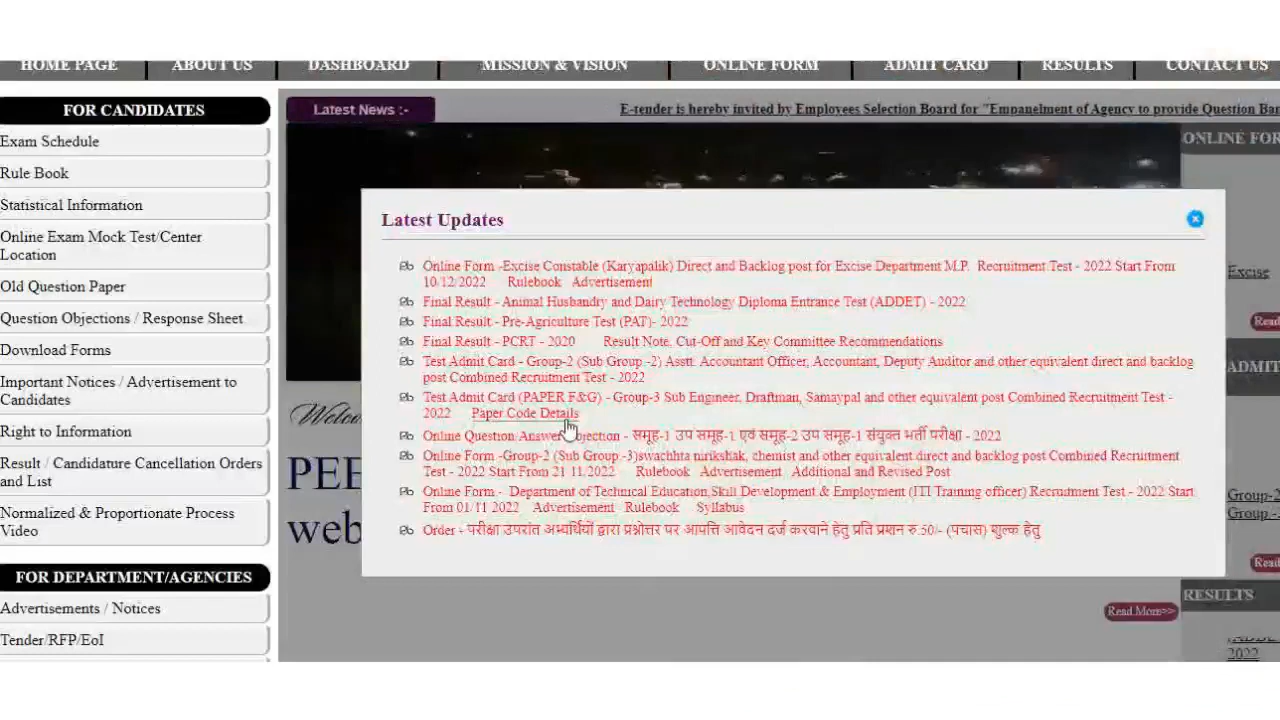 HOME PAGE ABOUT US DASHBOARD MISSION & VISION ONLINE FORM ADMIT CARD RESULTS CONTACT US
FOR CANDIDATES
Exam Schedule
Rule Book
Statistical Information
Online Exam Mock Test/Center
Location
Old Question Paper
Question Objections / Response Sheet
Download Forms
Important Notices / Advertisement to
Candidates
Right to Information
Result / Candidature Cancellation Orders
and List
Normalized & Proportionate Process
Video
FOR DEPARTMENT/AGENCIES
Advertisements / Notices
Tender/RFP/EoI
Latest News :-
E-tender is hereby invited by Employees Selection Board for "Empanelment of Agency to provide Question Ban
Latest Updates
Online Form -Excise Constable (Karyapalik) Direct and Backlog post for Excise Department M.P. Recruitment Test - 2022 Start From
10/12/2022 Rulebook Advertisement
Final Result - Animal Husbandry and Dairy Technology Diploma Entrance Test (ADDET) - 2022
Final Result - Pre-Agriculture Test (PAT)- 2022
Final Result - PCRT - 2020 Result Note, Cut-Off and Key Committee Recommendations
Test Admit Card - Group-2 (Sub Group -2) Asstt. Accountant Officer, Accountant, Deputy Auditor and other equivalent direct and backlog
post Combined Recruitment Test - 2022
Test Admit Card (PAPER F&G) - Group-3 Sub Engineer, Draftman, Samaypal and other equivalent post Combined Recruitment Test -
2022 Paper Code Details
Online Question/Answer Objection - समूह-1 उप समूह-1 एवं समूह-2 उप समूह-1 संयुक्त भर्ती परीक्षा - 2022
Online Form -Group-2 (Sub Group -3)swachhta nirikshak, chemist and other equivalent direct and backlog post Combined Recruitment
Test - 2022 Start From 21/11/2022 Rulebook Advertisement Additional and Revised Post
Online Form - Department of Technical Education,Skill Development & Employment (ITI Training officer) Recruitment Test - 2022 Start
From 01/11/2022 Advertisement Rulebook Syllabus
Order - परीक्षा उपरांत अभ्यर्थियों द्वारा प्रश्नोत्तर पर आपत्ति आवेदन दर्ज करवाने हेतु प्रति प्रश्न रु.50/- (पचास) शुल्क हेतु
Welcom
PEE
web
Read More>>
ONLINE FOR
Excise
Read
ADMIT
Group-2
Group -
Read
RESULTS
2022